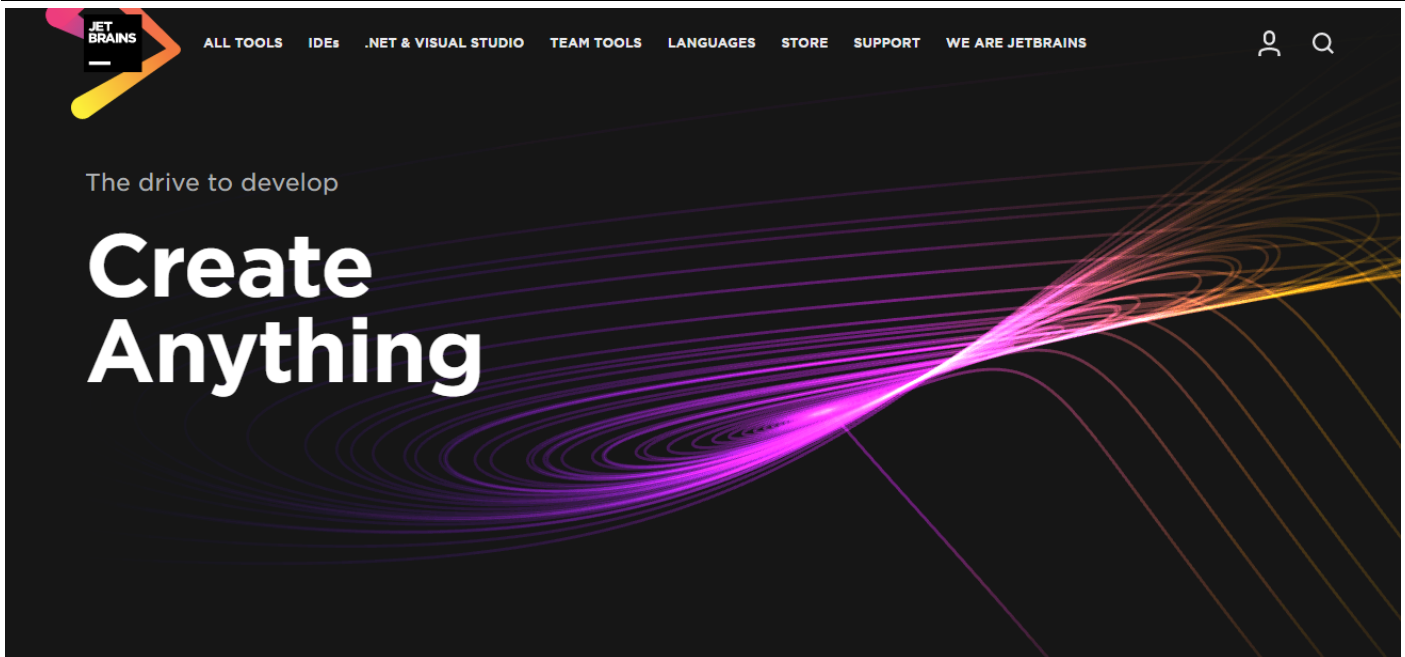 JET
BRAINS
ALL TOOLS IDEs .NET & VISUAL STUDIO TEAM TOOLS LANGUAGES STORE SUPPORT WE ARE JETBRAINS
The drive to develop
Create
Anything